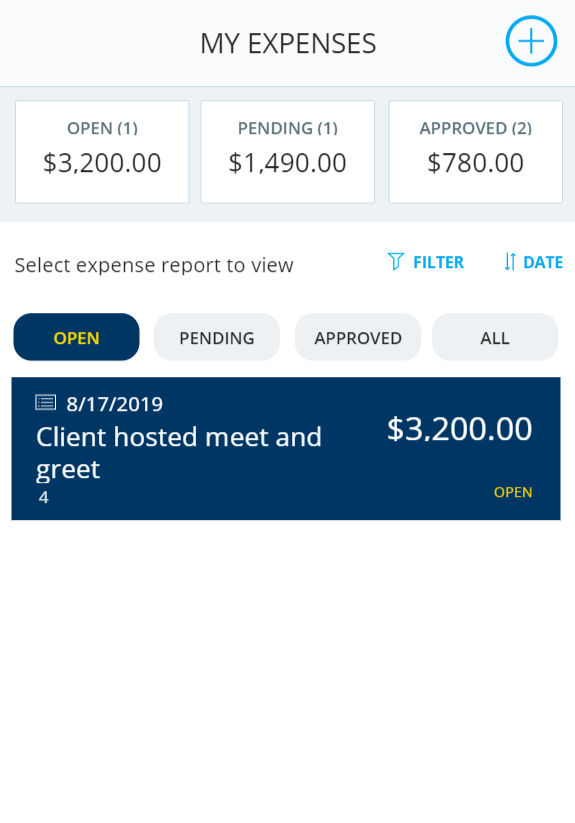 MY EXPENSES
OPEN (1)
$3,200.00
PENDING (1)
$1,490.00
APPROVED (2)
$780.00
Select expense report to view
FILTER
DATE
OPEN
PENDING
APPROVED
ALL
8/17/2019
Client hosted meet and
greet
$3,200.00
4
OPEN